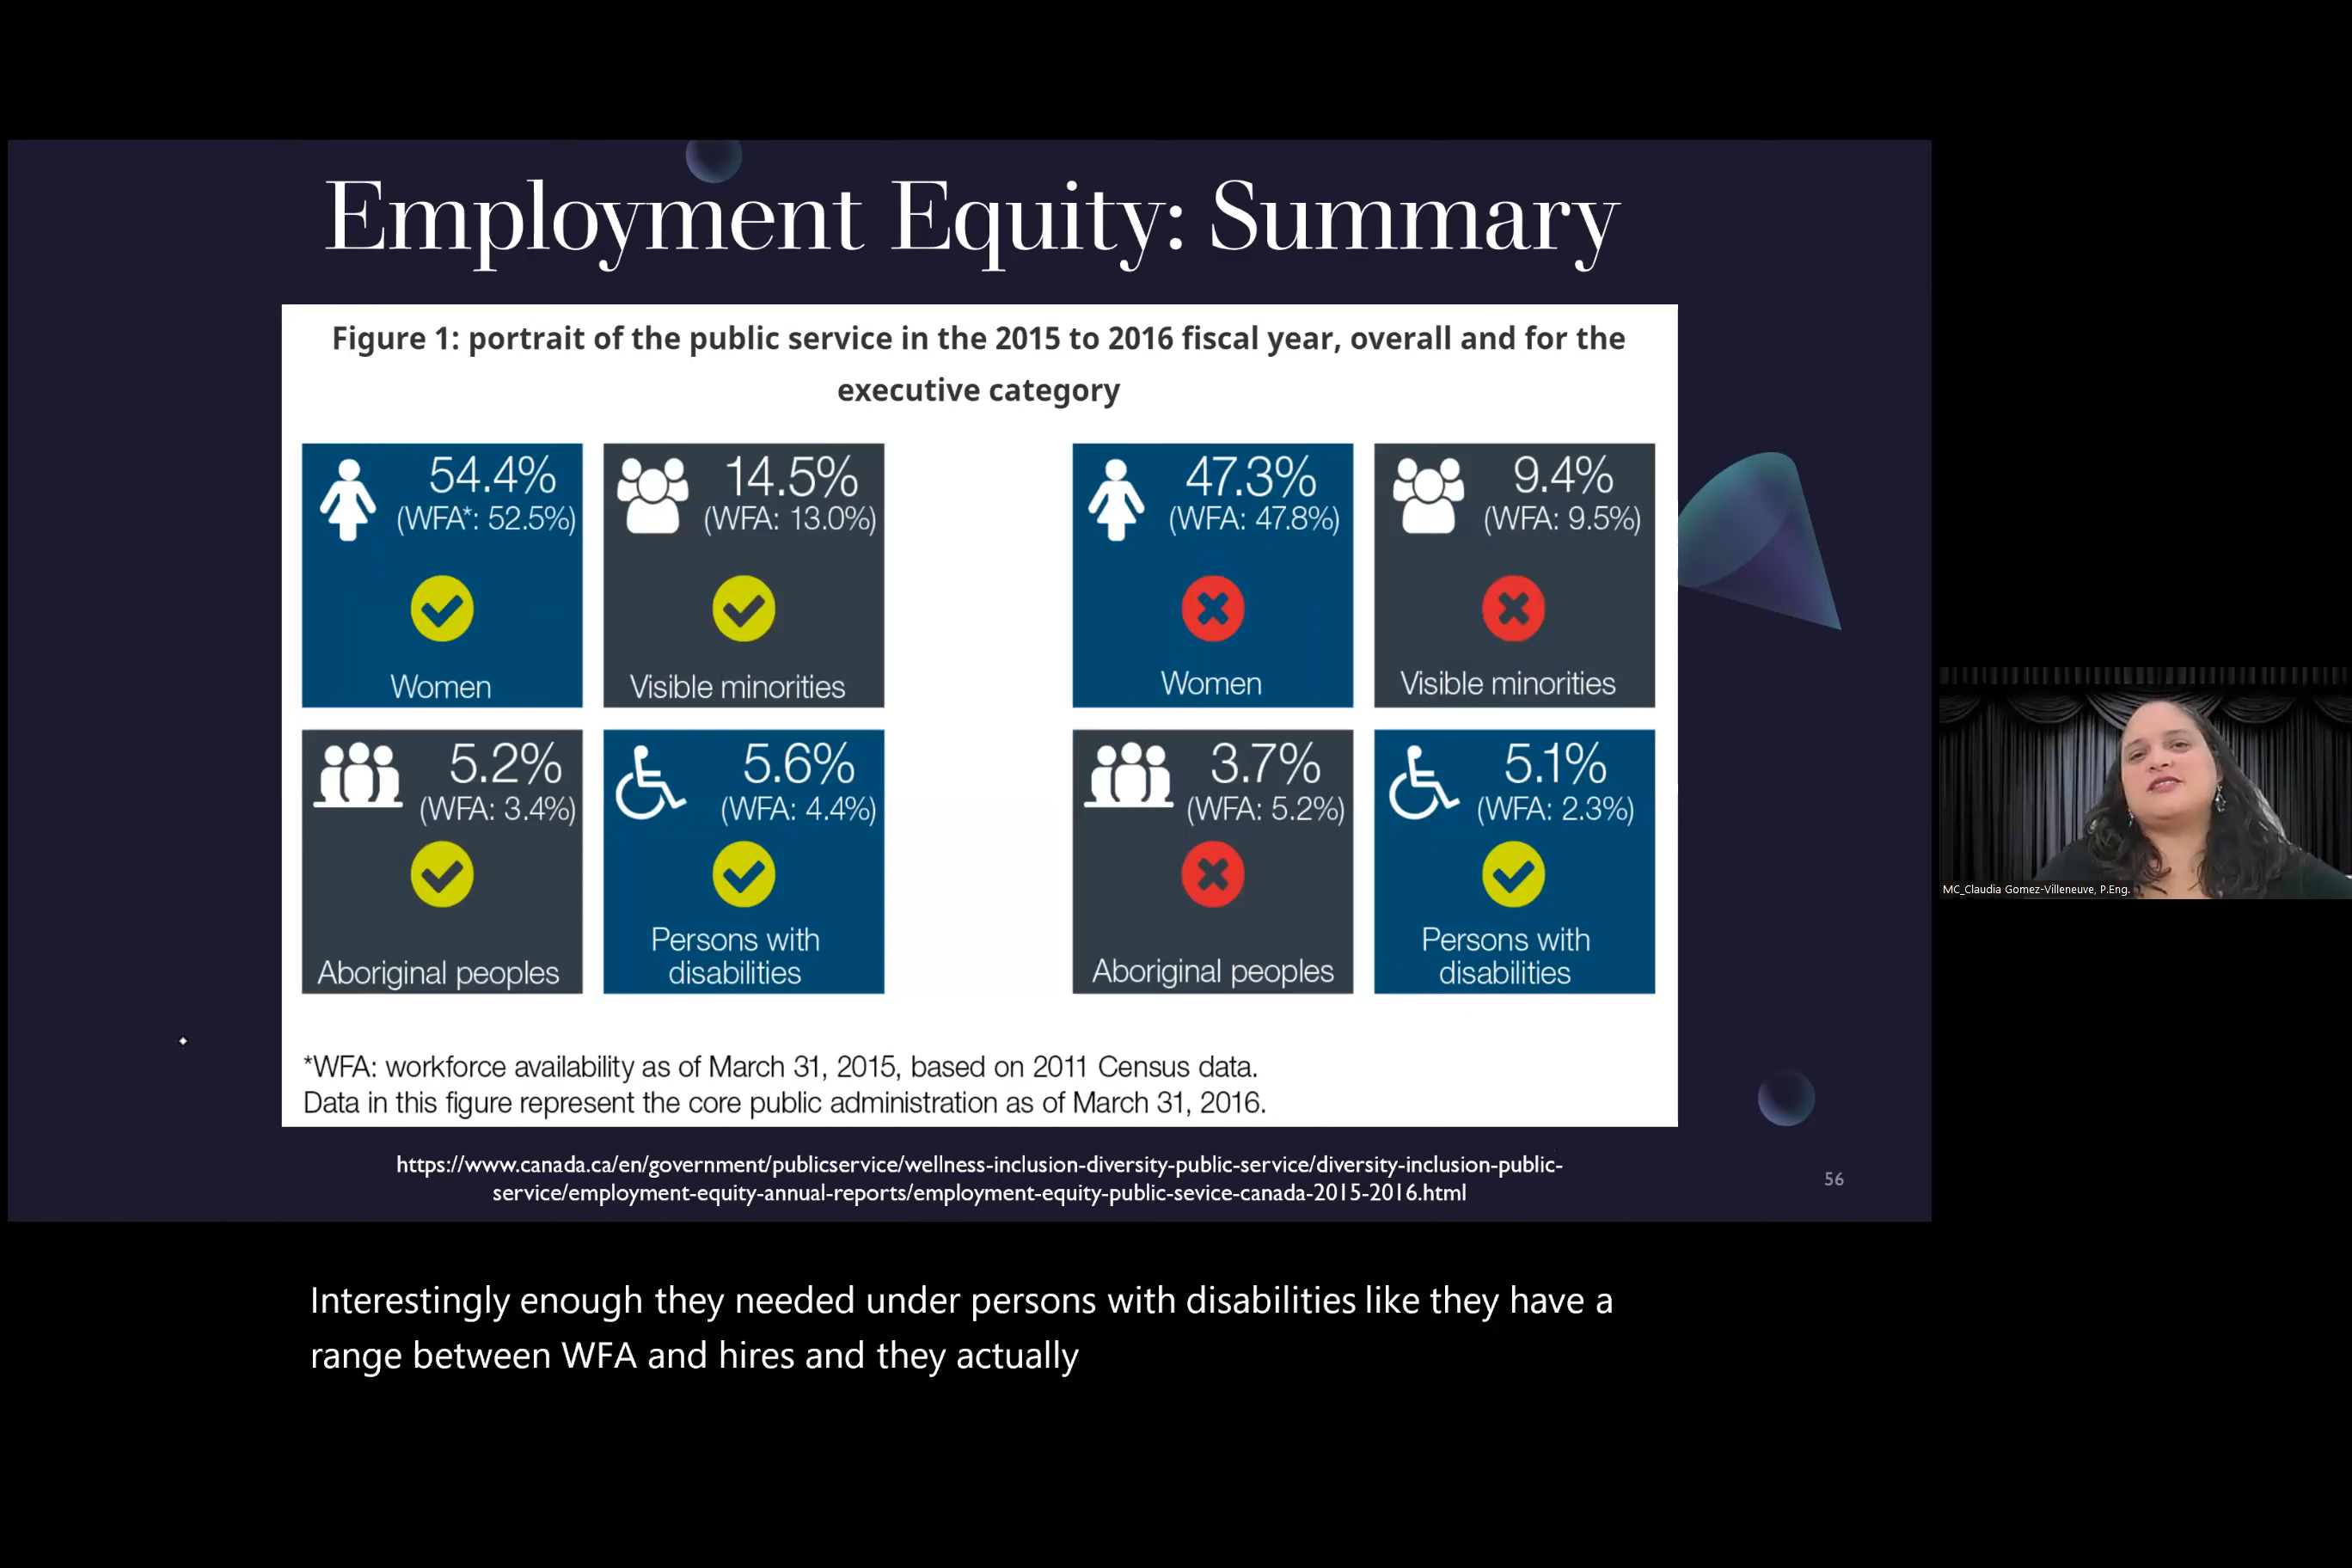 Employment Equity: Summary
Figure 1: portrait of the public service in the 2015 to 2016 fiscal year, overall and for the
executive category
54.4%
(WFA*: 52.5%)
Women
14.5%
(WFA: 13.0%)
Visible minorities
47.3%
(WFA: 47.8%)
Women
9.4%
(WFA: 9.5%)
Visible minorities
5.2%
(WFA: 3.4%)
Aboriginal peoples
5.6%
(WFA: 4.4%)
Persons with
disabilities
3.7%
(WFA: 5.2%)
Aboriginal peoples
5.1%
(WFA: 2.3%)
Persons with
disabilities
*WFA: workforce availability as of March 31, 2015, based on 2011 Census data.
Data in this figure represent the core public administration as of March 31, 2016.
https://www.canada.ca/en/government/publicservice/wellness-inclusion-diversity-public-service/diversity-inclusion-public-
service/employment-equity-annual-reports/employment-equity-public-sevice-canada-2015-2016.html
56
MC_Claudia Gomez-Villeneuve, P.Eng.
Interestingly enough they needed under persons with disabilities like they have a
range between WFA and hires and they actually